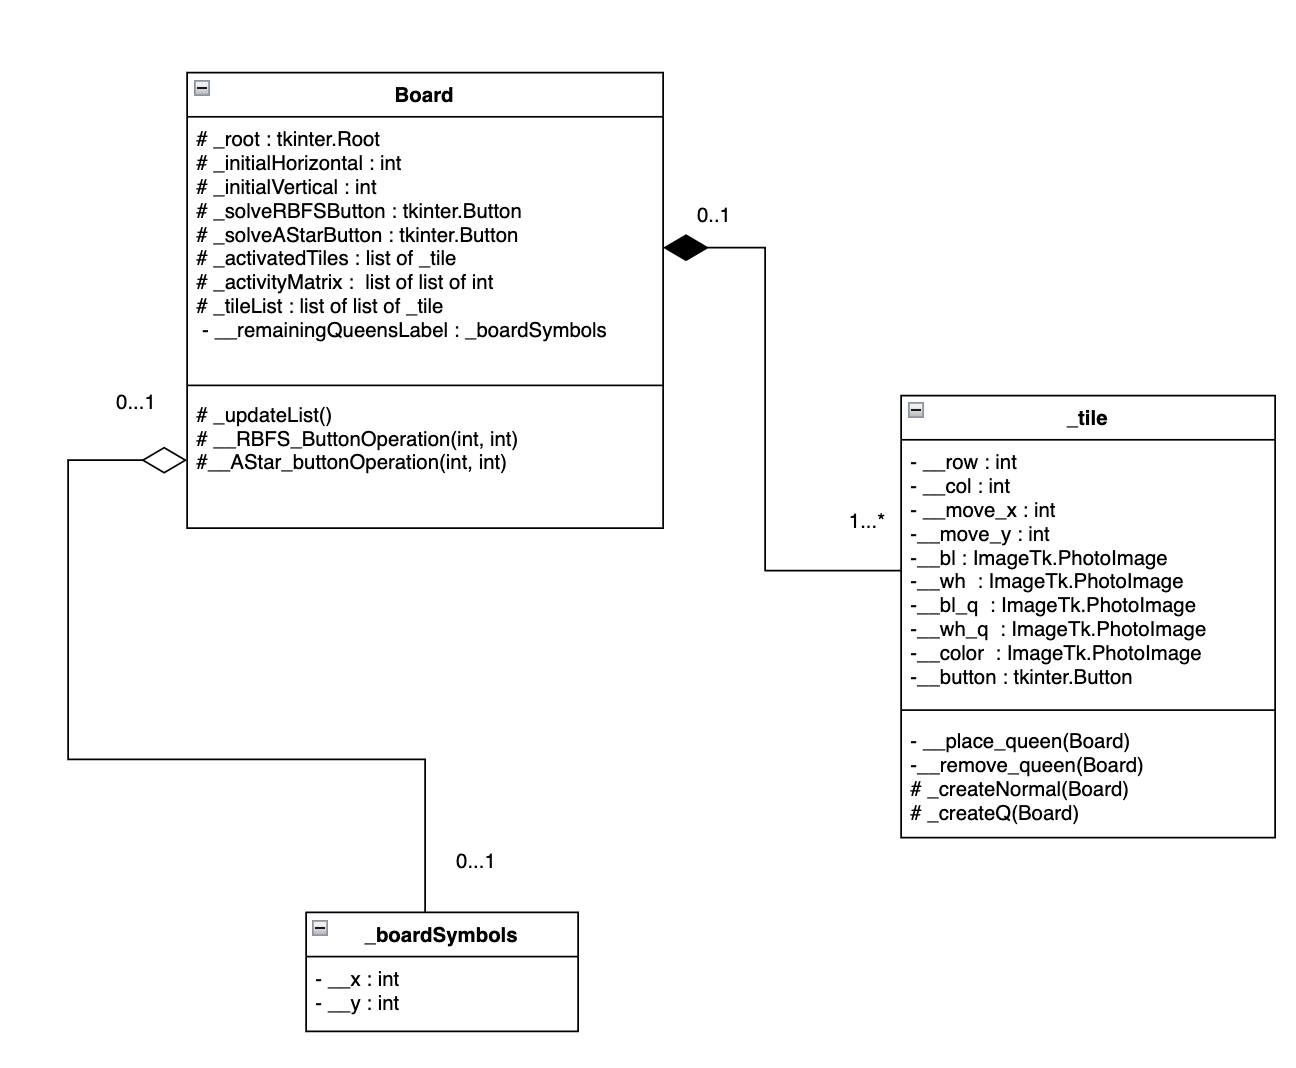 Board
# _root : tkinter.Root
# _initialHorizontal : int
# _initialVertical : int
# _solveRBFSButton : tkinter.Button
# _solveAStarButton : tkinter.Button
# _activatedTiles : list of _tile
# _activityMatrix :  list of list of int
# _tileList : list of list of _tile
- __remainingQueensLabel : _boardSymbols
# _updateList()
# __RBFS_ButtonOperation(int, int)
#__AStar_buttonOperation(int, int)
0..1
0...1
1...*
_tile
- __row : int
- __col : int
- __move_x : int
-__move_y : int
-__bl : ImageTk.PhotoImage
-__wh  : ImageTk.PhotoImage
-__bl_q  : ImageTk.PhotoImage
-__wh_q  : ImageTk.PhotoImage
-__color  : ImageTk.PhotoImage
-__button : tkinter.Button
- __place_queen(Board)
-__remove_queen(Board)
# _createNormal(Board)
# _createQ(Board)
0...1
_boardSymbols
- __x : int
- __y : int